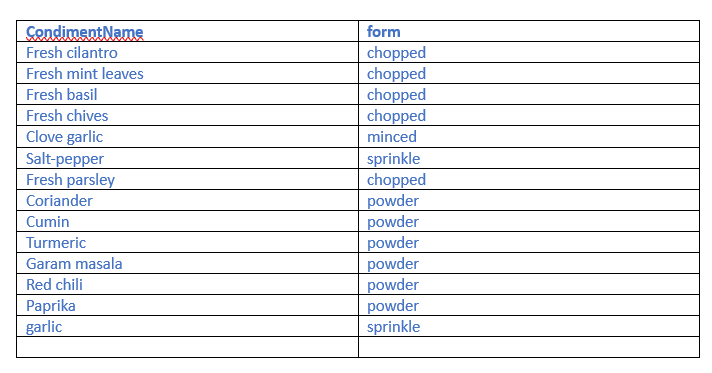 CondimentName form
Fresh cilantro chopped
Fresh mint leaves chopped
Fresh basil chopped
Fresh chives chopped
Clove garlic minced
Salt-pepper sprinkle
Fresh parsley chopped
Coriander powder
Cumin powder
Turmeric powder
Garam masala powder
Red chili powder
Paprika powder
garlic sprinkle